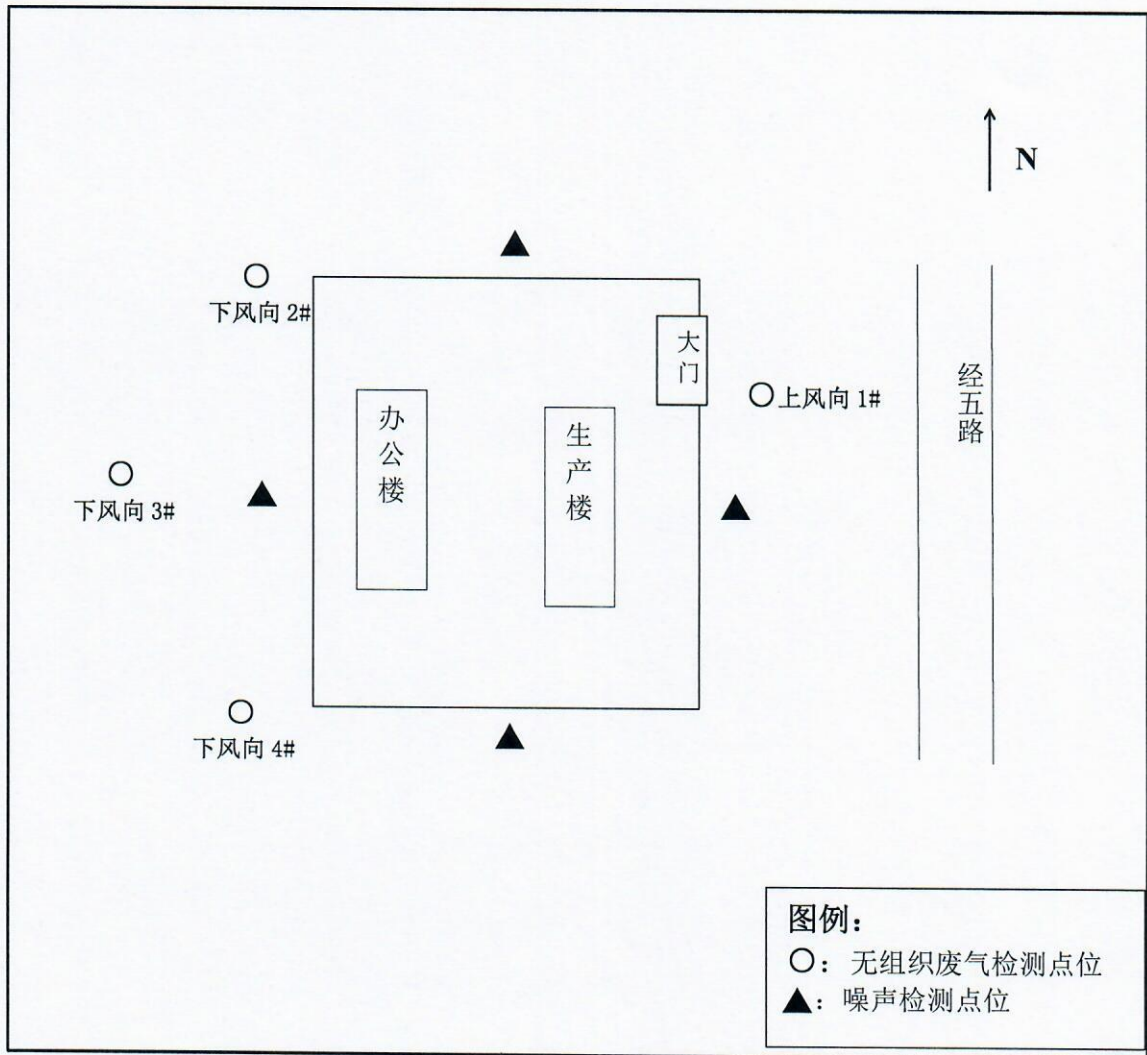 N
下风向 2#
大门
上风向 1#
经五路
办公楼
生产楼
下风向 3#
下风向 4#
图例：
○：无组织废气检测点位
▲：噪声检测点位